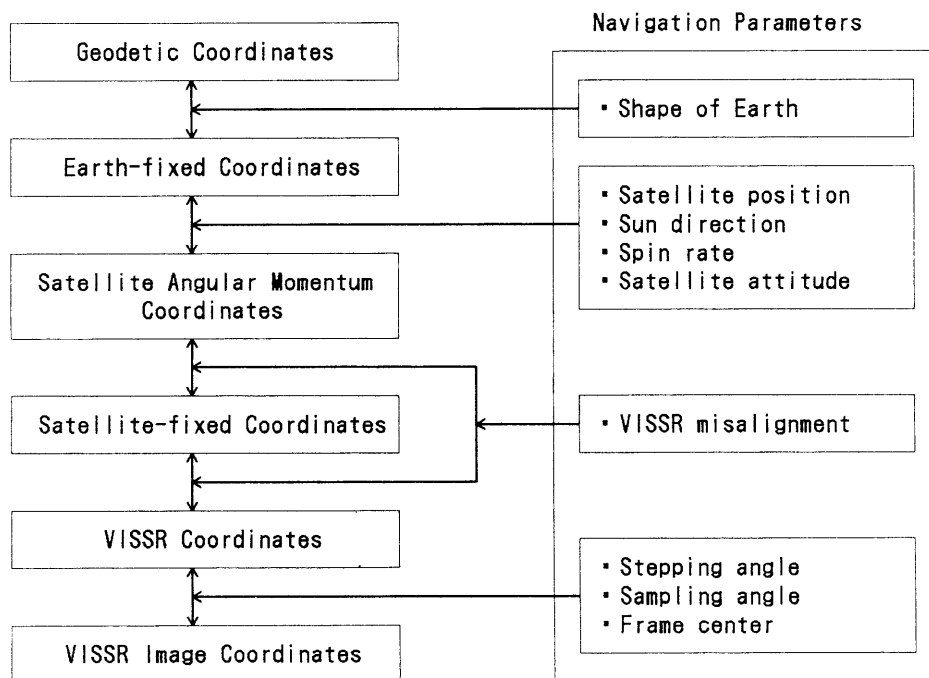 Navigation Parameters
Geodetic Coordinates
▪ Shape of Earth
Earth-fixed Coordinates
▪ Satellite position
▪ Sun direction
▪ Spin rate
▪ Satellite attitude
Satellite Angular Momentum
Coordinates
Satellite-fixed Coordinates
▪ VISSR misalignment
VISSR Coordinates
▪ Stepping angle
▪ Sampling angle
▪ Frame center
VISSR Image Coordinates